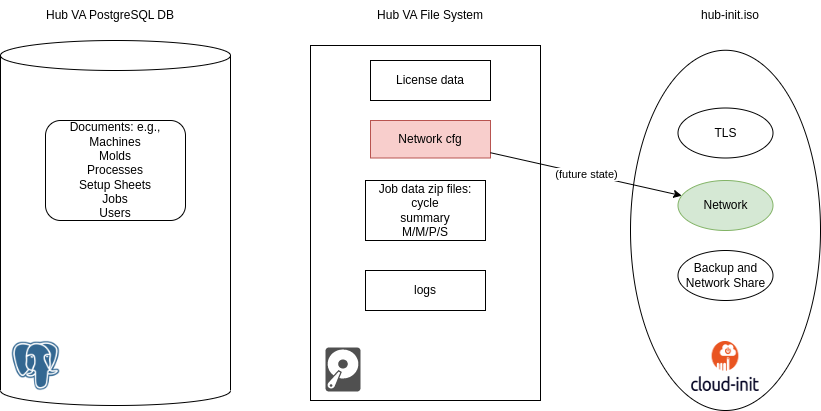 Hub VA PostgreSQL DB
Documents: e.g.,
Machines
Molds
Processes
Setup Sheets
Jobs
Users
Hub VA File System
License data
Network cfg
Job data zip files:
cycle
summary
M/M/P/S
logs
(future state)
hub-init.iso
TLS
Network
Backup and
Network Share
cloud-init